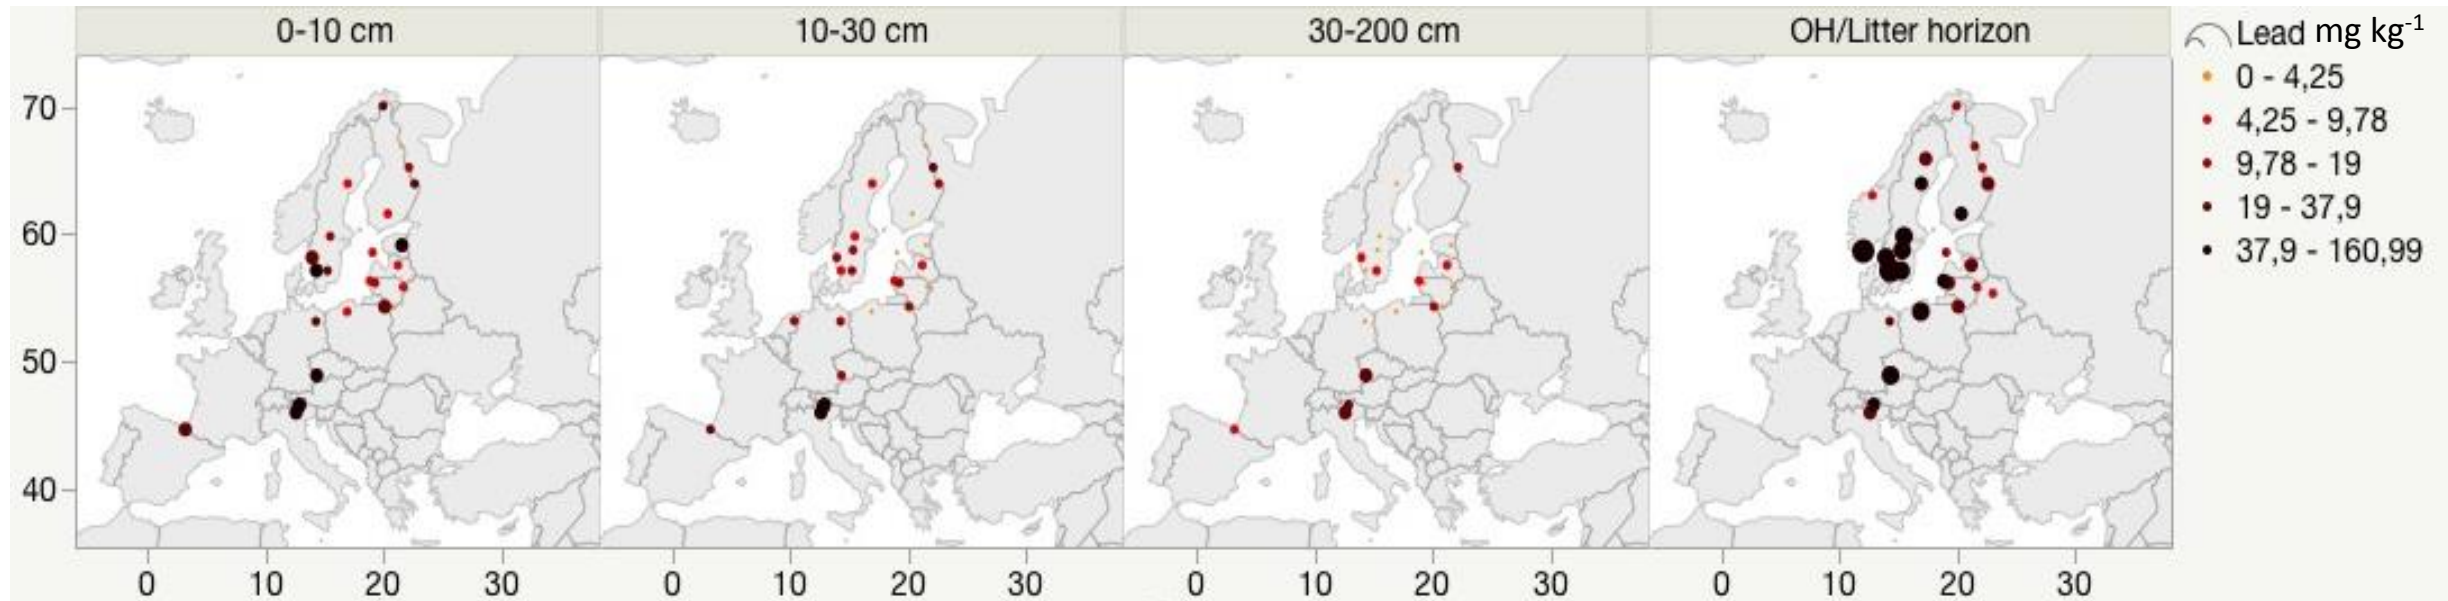 0-10 cm 10-30 cm 30-200 cm OH/Litter horizon
Lead mg kg-1
0 - 4,25
4,25 - 9,78
9,78 - 19
19 - 37,9
37,9 - 160,99
70
60
50
40
0 10 20 30 0 10 20 30 0 10 20 30 0 10 20 30